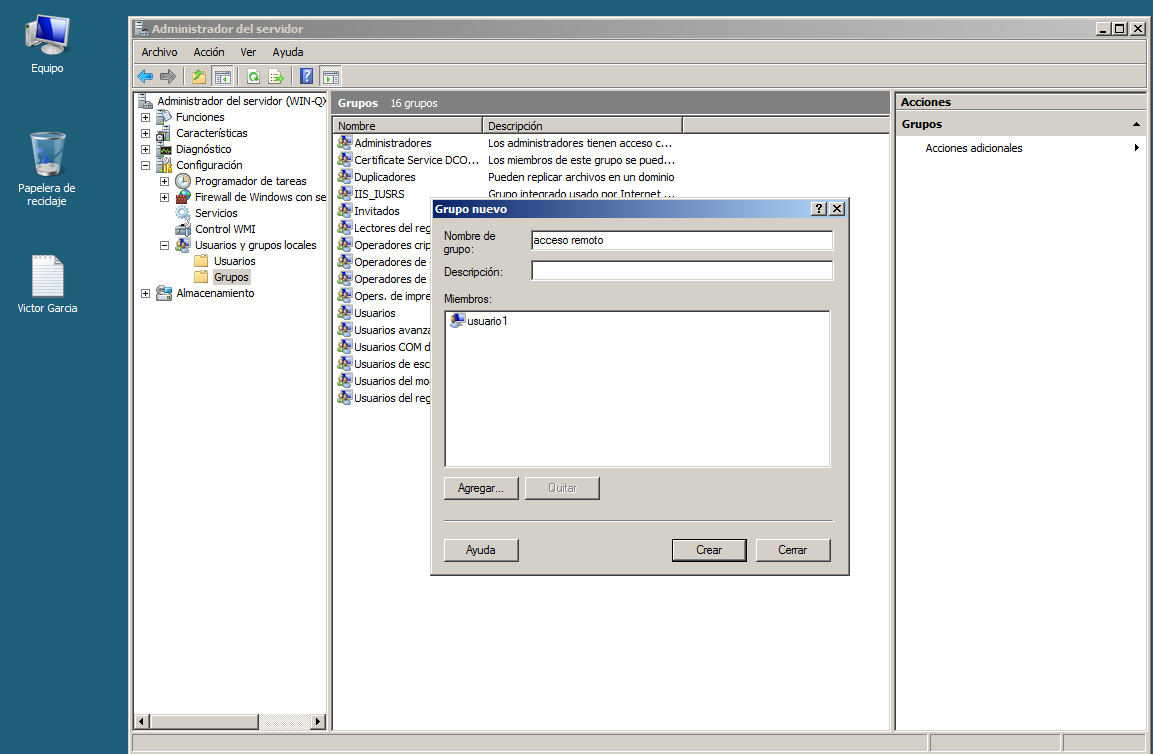 Equipo
Papelera de
reciclaje
Victor Garcia
Administrador del servidor
Archivo Acción Ver Ayuda
Administrador del servidor (WIN-QX
Funciones
Características
Diagnóstico
Configuración
Programador de tareas
Firewall de Windows con se
Servicios
Control WMI
Usuarios y grupos locales
Usuarios
Grupos
Almacenamiento
Grupos 16 grupos
Nombre Descripción
Administradores Los administradores tienen acceso c...
Certificate Service DCO... Los miembros de este grupo se pued...
Duplicadores Pueden replicar archivos en un dominio
IIS_IUSRS Grupo integrado usado por Internet ...
Invitados
Lectores del reg
Operadores crip
Operadores de
Operadores de
Opers. de impre
Usuarios
Usuarios avanza
Usuarios COM d
Usuarios de esc
Usuarios del mo
Usuarios del reg
Grupo nuevo
Nombre de
grupo:
acceso remoto
Descripción:
Miembros:
usuario1
Agregar... Quitar
Ayuda Crear Cerrar
Acciones
Grupos
Acciones adicionales